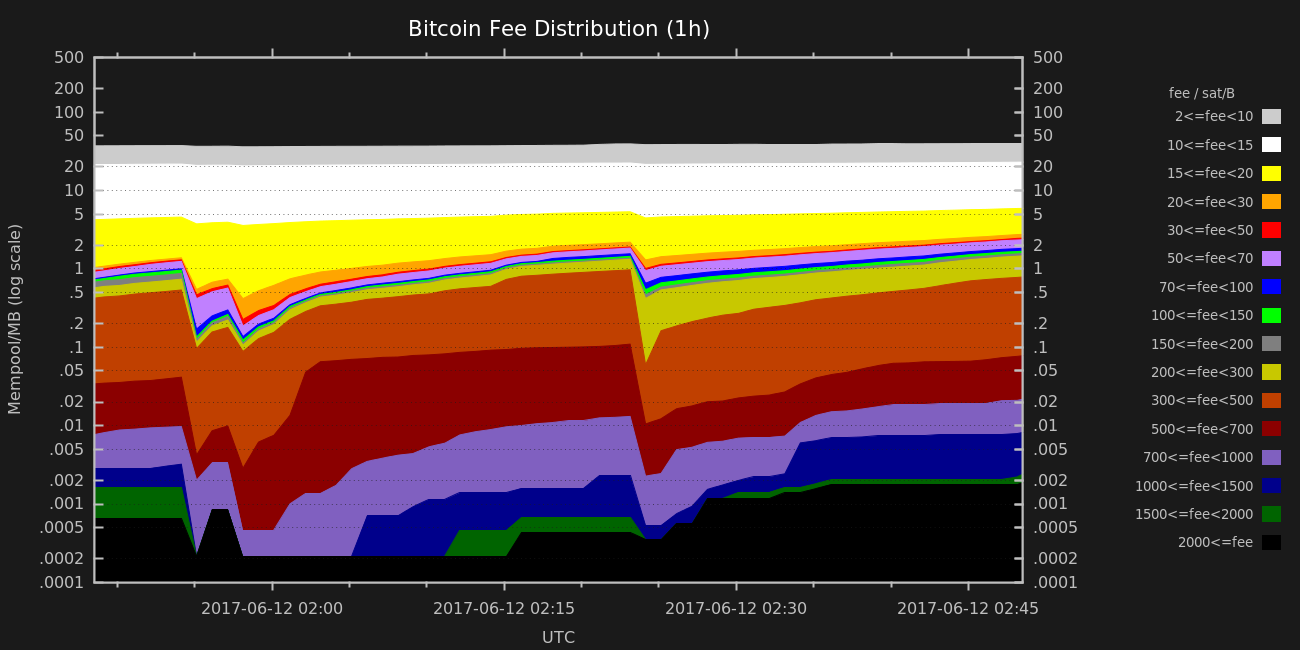 Bitcoin Fee Distribution (1h)
500 500
200 200
100 100
50 50
20 20
10 10
5 5
2 2
1 1
.5 .5
.2 .2
.1 .1
.05 .05
.02 .02
.01 .01
.005 .005
.002 .002
.001 .001
.0005 .0005
.0002 .0002
.0001 .0001
Mempool/MB (log scale)
2017-06-12 02:00 2017-06-12 02:15 2017-06-12 02:30 2017-06-12 02:45
UTC
fee / sat/B
2<=fee<10
10<=fee<15
15<=fee<20
20<=fee<30
30<=fee<50
50<=fee<70
70<=fee<100
100<=fee<150
150<=fee<200
200<=fee<300
300<=fee<500
500<=fee<700
700<=fee<1000
1000<=fee<1500
1500<=fee<2000
2000<=fee